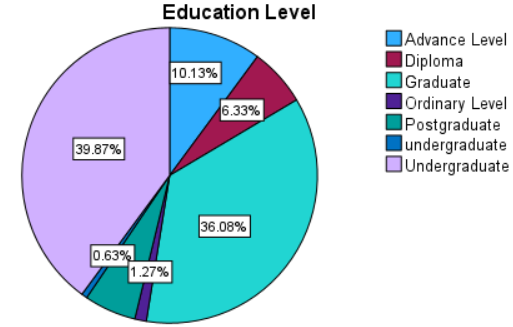 Education Level
Advance Level
Diploma
Graduate
Ordinary Level
Postgraduate
undergraduate
Undergraduate
10.13%
6.33%
39.87%
36.08%
0.63%
1.27%